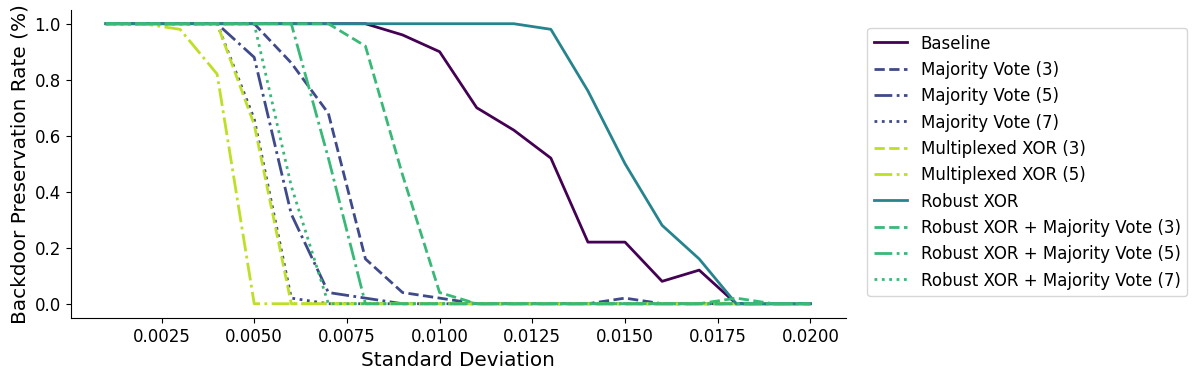 Backdoor Preservation Rate (%)
1.0
0.8
0.6
0.4
0.2
0.0
0.0025 0.0050 0.0075 0.0100 0.0125 0.0150 0.0175 0.0200
Standard Deviation
Baseline
Majority Vote (3)
Majority Vote (5)
Majority Vote (7)
Multiplexed XOR (3)
Multiplexed XOR (5)
Robust XOR
Robust XOR + Majority Vote (3)
Robust XOR + Majority Vote (5)
Robust XOR + Majority Vote (7)